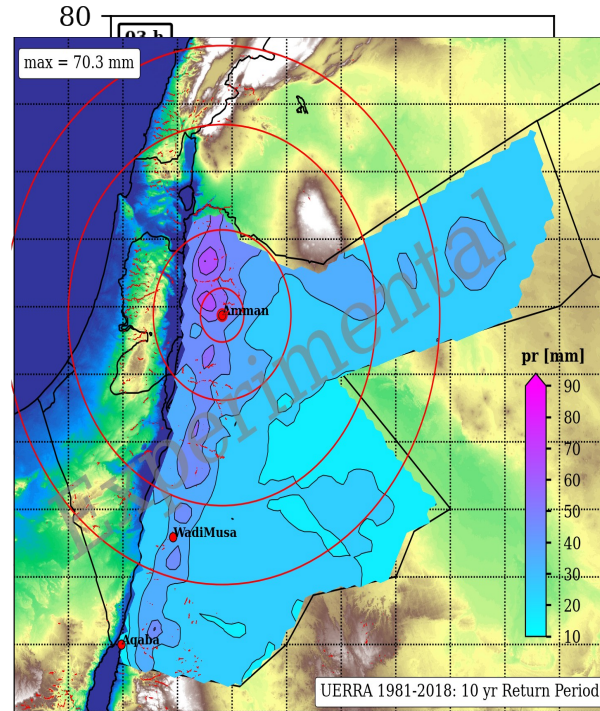 80
03 h
max = 70.3 mm
Amman
pr [mm]
90
80
70
60
50
40
30
20
10
WadiMusa
Aqaba
Experimental
UERRA 1981-2018: 10 yr Return Period